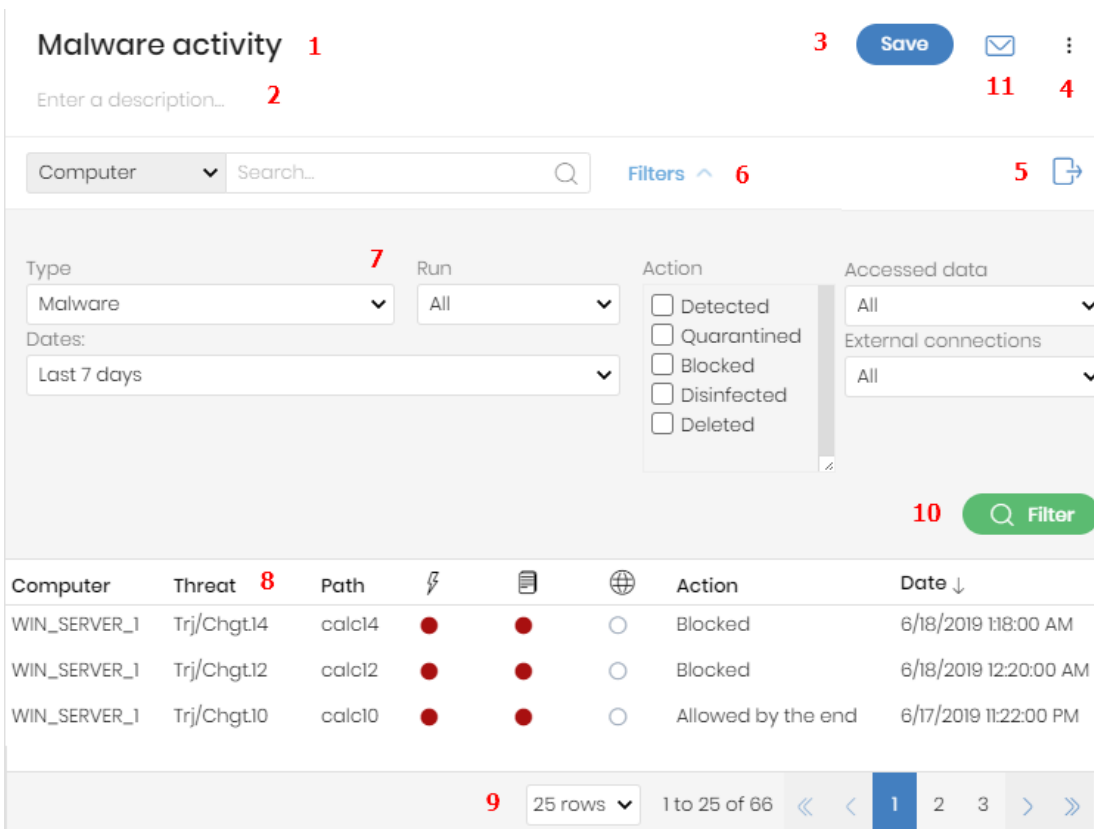 Malware activity 1
3 Save
11 4
Enter a description... 2
Computer Search... Filters 6 5
7
Type Run Action Accessed data
Malware All Detected All
Dates: Quarantined External connections
Last 7 days Blocked All
Disinfected
Deleted
10 Filter
Computer Threat 8 Path Action Date ↓
WIN_SERVER_1 Trj/Chgt.14 calc14 Blocked 6/18/2019 1:18:00 AM
WIN_SERVER_1 Trj/Chgt.12 calc12 Blocked 6/18/2019 12:20:00 AM
WIN_SERVER_1 Trj/Chgt.10 calc10 Allowed by the end 6/17/2019 11:22:00 PM
9 25 rows 1 to 25 of 66 « < 1 2 3 > »